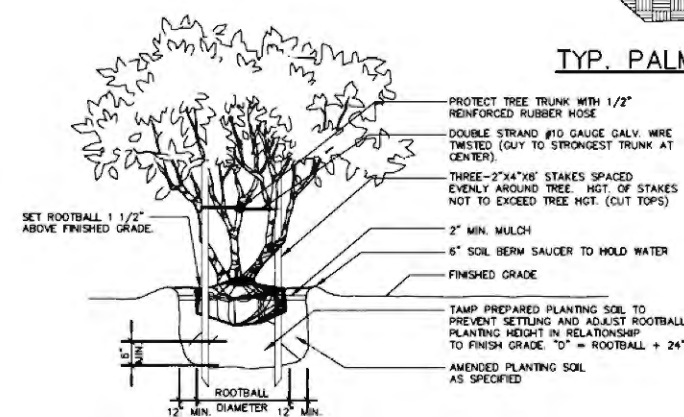 TYP. PALM
PROTECT TREE TRUNK WITH 1/2"
REINFORCED RUBBER HOSE
DOUBLE STRAND #10 GAUGE GALV. WIRE
TWISTED (GUY TO STRONGEST TRUNK AT
CENTER).
THREE-2"X4"X8' STAKES SPACED
EVENLY AROUND TREE. HGT. OF STAKES
NOT TO EXCEED TREE HGT. (CUT TOPS)
SET ROOTBALL 1 1/2"
ABOVE FINISHED GRADE.
2" MIN. MULCH
6" SOIL BERM SAUCER TO HOLD WATER
FINISHED GRADE
TAMP PREPARED PLANTING SOIL TO
PREVENT SETTLING AND ADJUST ROOTBALL
PLANTING HEIGHT IN RELATIONSHIP
TO FINISH GRADE. "D" = ROOTBALL + 24"
AMENDED PLANTING SOIL
AS SPECIFIED
6"
MIN.
ROOTBALL
12" MIN. DIAMETER 12" MIN.